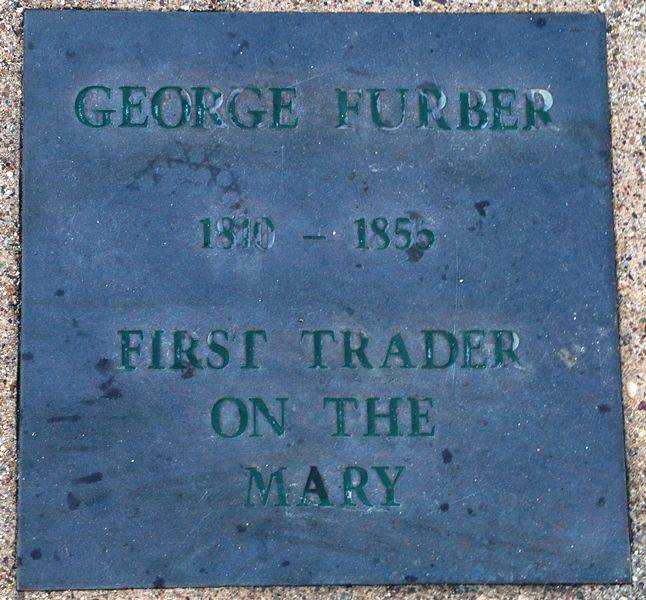 GEORGE FURBER
1810 – 1855
FIRST TRADER
ON THE
MARY